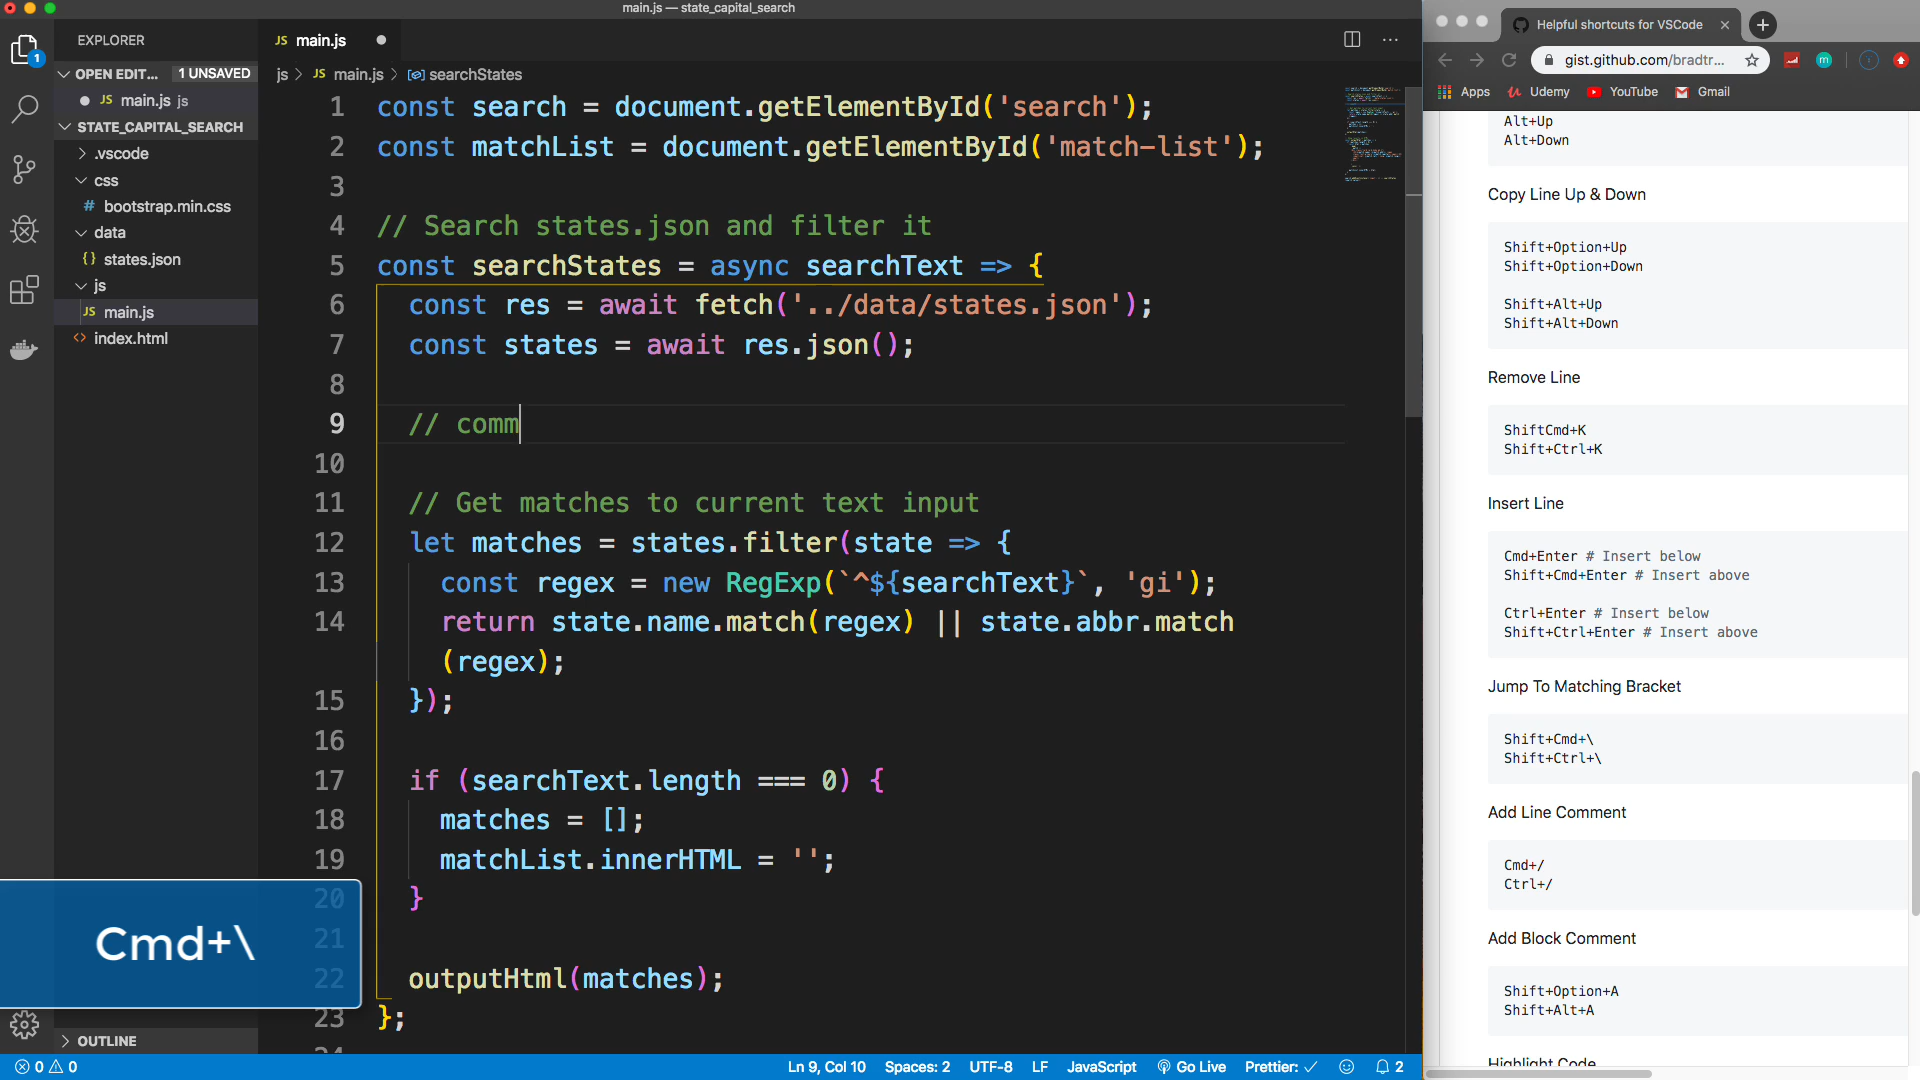 main.js — state_capital_search
EXPLORER
OPEN EDIT... 1 UNSAVED
JS main.js js
STATE_CAPITAL_SEARCH
.vscode
css
# bootstrap.min.css
data
{} states.json
js
JS main.js
<> index.html
OUTLINE
1
JS main.js
js > JS main.js > searchStates
1 const search = document.getElementById('search');
2 const matchList = document.getElementById('match-list');
3
4 // Search states.json and filter it
5 const searchStates = async searchText => {
6 const res = await fetch('../data/states.json');
7 const states = await res.json();
8
9 // comm
10
11 // Get matches to current text input
12 let matches = states.filter(state => {
13 const regex = new RegExp(`^${searchText}`, 'gi');
14 return state.name.match(regex) || state.abbr.match
(regex);
15 });
16
17 if (searchText.length === 0) {
18 matches = [];
19 matchList.innerHTML = '';
20 }
21
22 outputHtml(matches);
23 };
Cmd+\
0 0
Ln 9, Col 10 Spaces: 2 UTF-8 LF JavaScript Go Live Prettier: ✓ 2
Helpful shortcuts for VSCode
gist.github.com/bradtr...
Apps Udemy YouTube Gmail
Alt+Up
Alt+Down
Copy Line Up & Down
Shift+Option+Up
Shift+Option+Down
Shift+Alt+Up
Shift+Alt+Down
Remove Line
ShiftCmd+K
Shift+Ctrl+K
Insert Line
Cmd+Enter # Insert below
Shift+Cmd+Enter # Insert above
Ctrl+Enter # Insert below
Shift+Ctrl+Enter # Insert above
Jump To Matching Bracket
Shift+Cmd+\
Shift+Ctrl+\
Add Line Comment
Cmd+/
Ctrl+/
Add Block Comment
Shift+Option+A
Shift+Alt+A
Highlight Code